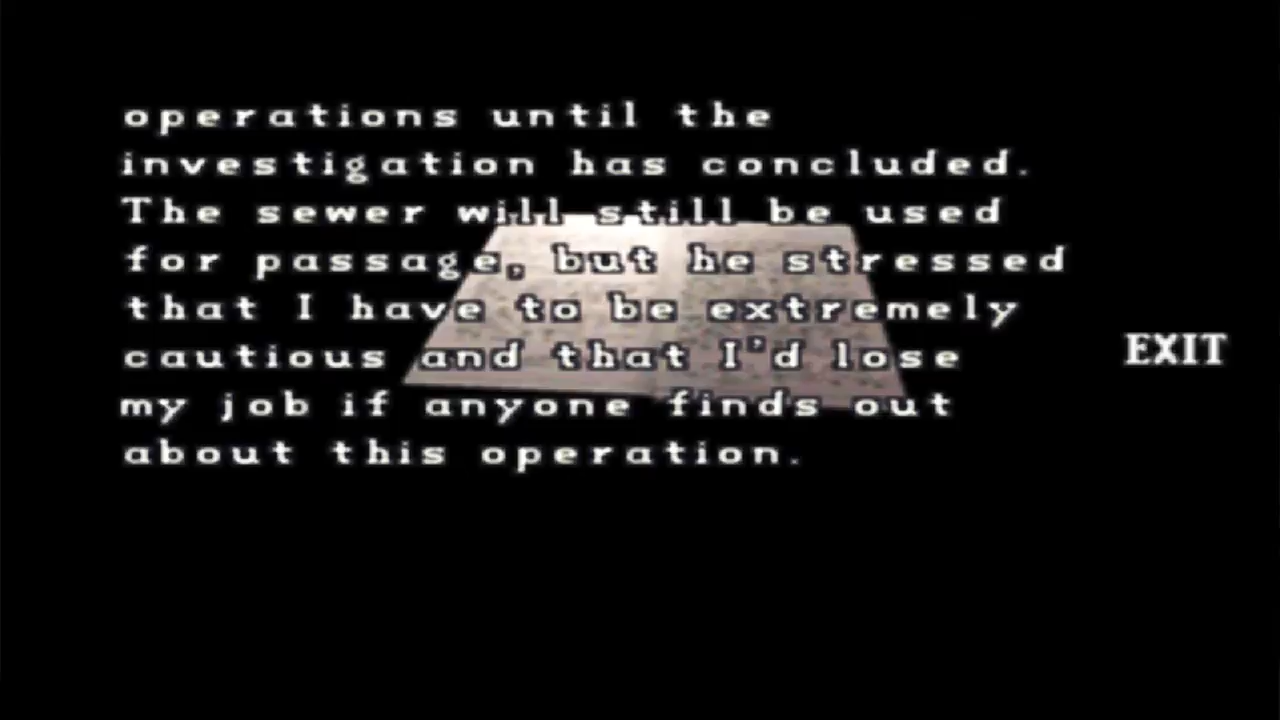 operations until the
investigation has concluded.
The sewer will still be used
for passage, but he stressed
that I have to be extremely
cautious and that I'd lose
my job if anyone finds out
about this operation.
EXIT